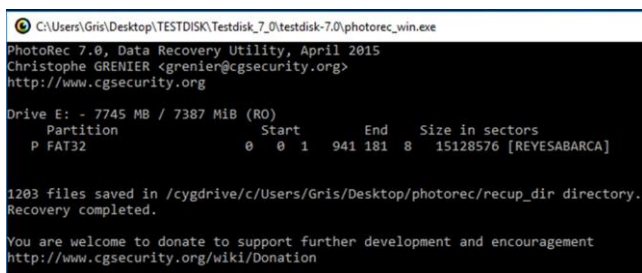 C:\Users\Gris\Desktop\TESTDISK\Testdisk_7_0\testdisk-7.0\photorec_win.exe
PhotoRec 7.0, Data Recovery Utility, April 2015
Christophe GRENIER <grenier@cgsecurity.org>
http://www.cgsecurity.org
Drive E: - 7745 MB / 7387 MiB (RO)
Partition Start End Size in sectors
P FAT32 0 0 1 941 181 8 15128576 [REYESABARCA]
1203 files saved in /cygdrive/c/Users/Gris/Desktop/photorec/recup_dir directory.
Recovery completed.
You are welcome to donate to support further development and encouragement
http://www.cgsecurity.org/wiki/Donation